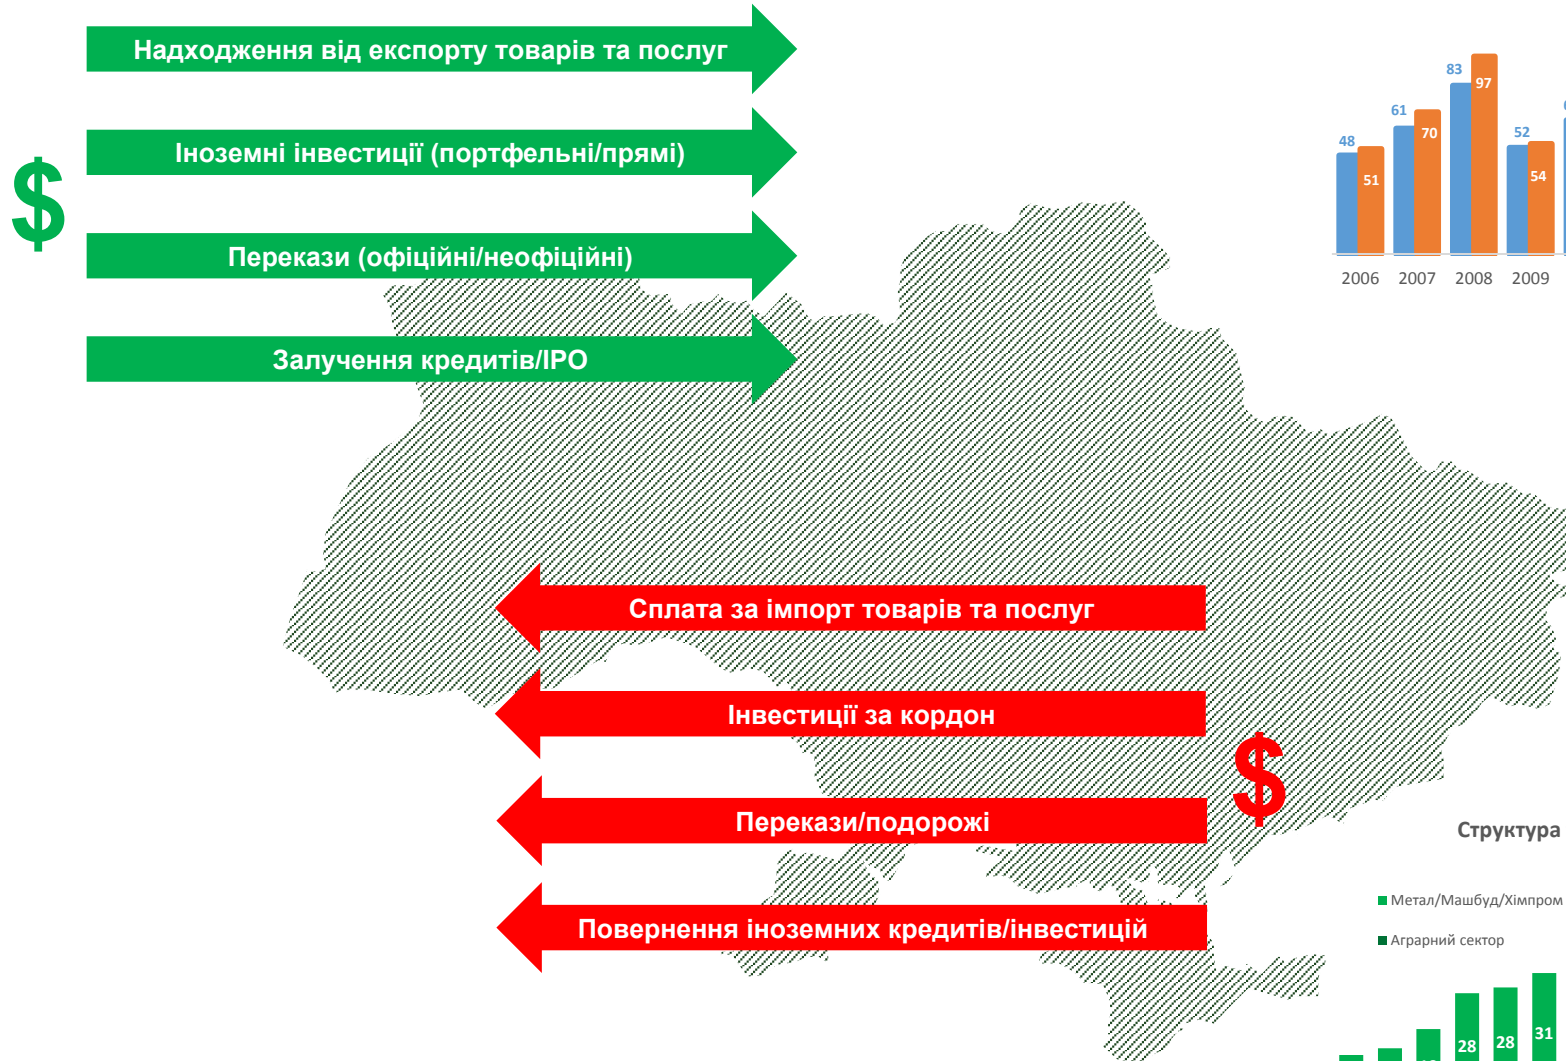 Надходження від експорту товарів та послуг
Іноземні інвестиції (портфельні/прямі)
$
Перекази (офіційні/неофіційні)
Залучення кредитів/IPO
48
51
61
70
83
97
52
54
2006 2007 2008 2009
Сплата за імпорт товарів та послуг
Інвестиції за кордон
$
Перекази/подорожі
Повернення іноземних кредитів/інвестицій
Структура
Метал/Машбуд/Хімпром
Аграрний сектор
28 28 31